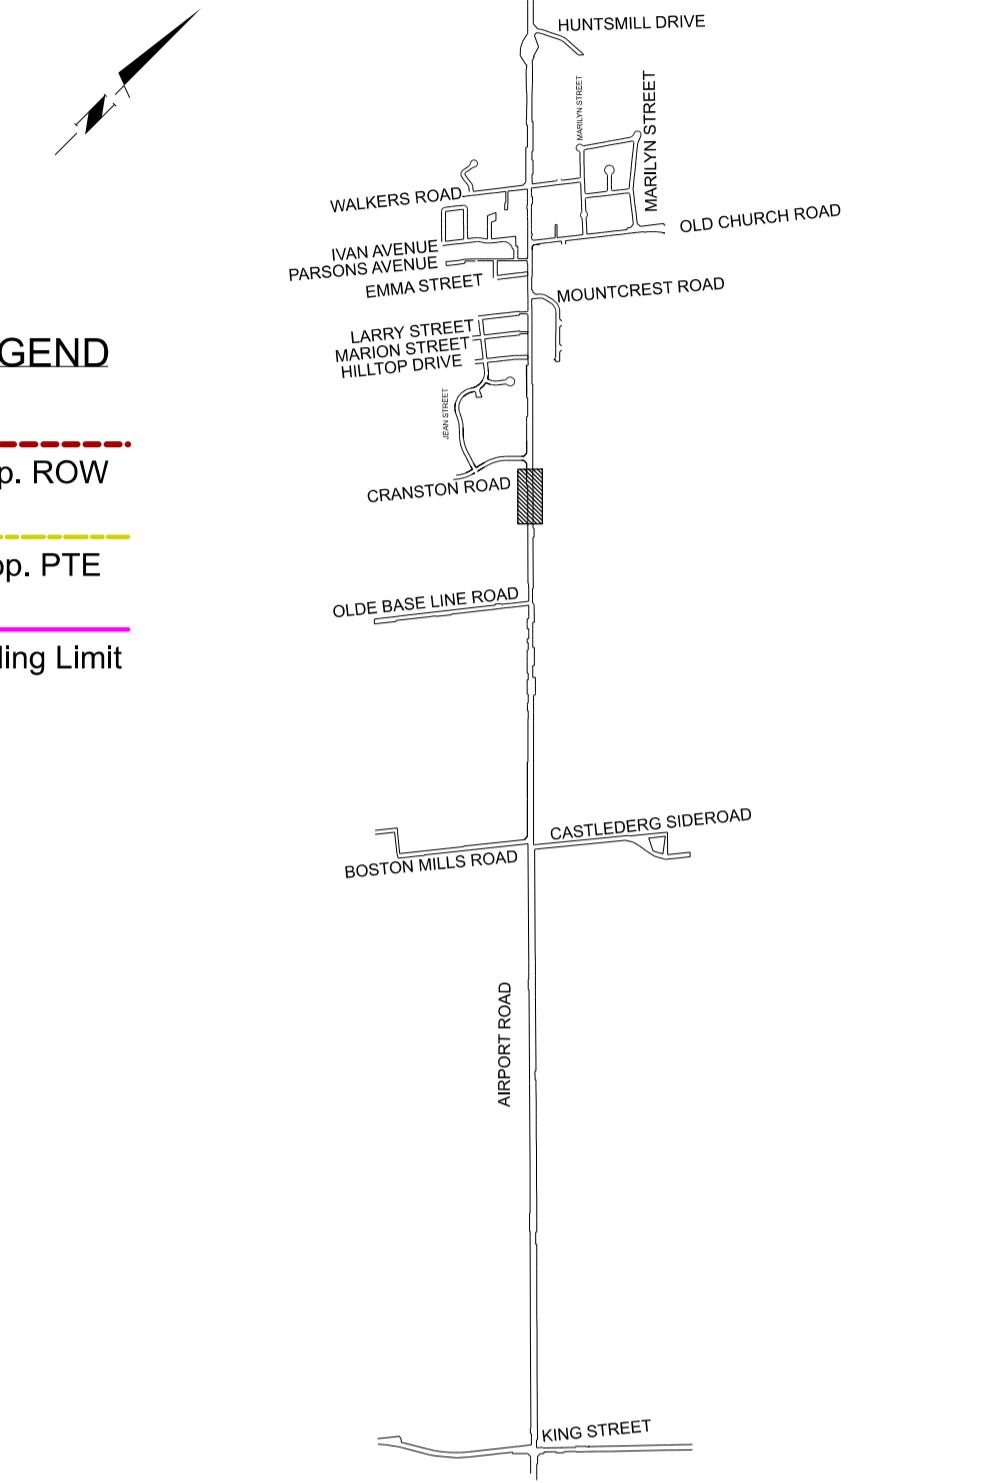 HUNTSMILL DRIVE
MARILYN STREET
MARILYN STREET
WALKERS ROAD
OLD CHURCH ROAD
IVAN AVENUE
PARSONS AVENUE
EMMA STREET
MOUNTCREST ROAD
LARRY STREET
MARION STREET
HILLTOP DRIVE
JEAN STREET
CRANSTON ROAD
GEND
p. ROW
op. PTE
ling Limit
OLDE BASE LINE ROAD
CASTLEDERG SIDEROAD
BOSTON MILLS ROAD
AIRPORT ROAD
KING STREET